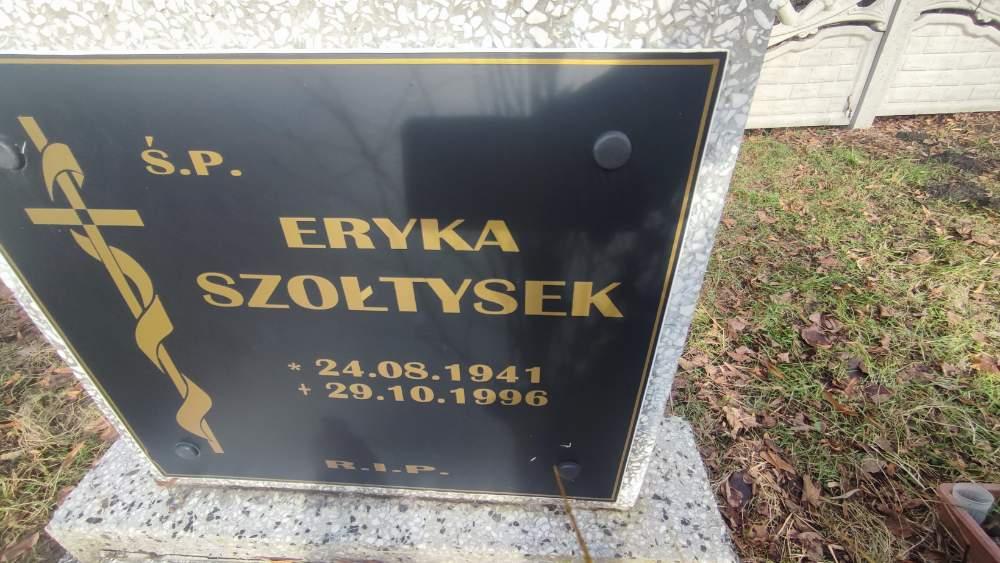 Ś.P.
ERYKA
SZOŁTYSEK
* 24.08.1941
+ 29.10.1996
R.I.P.